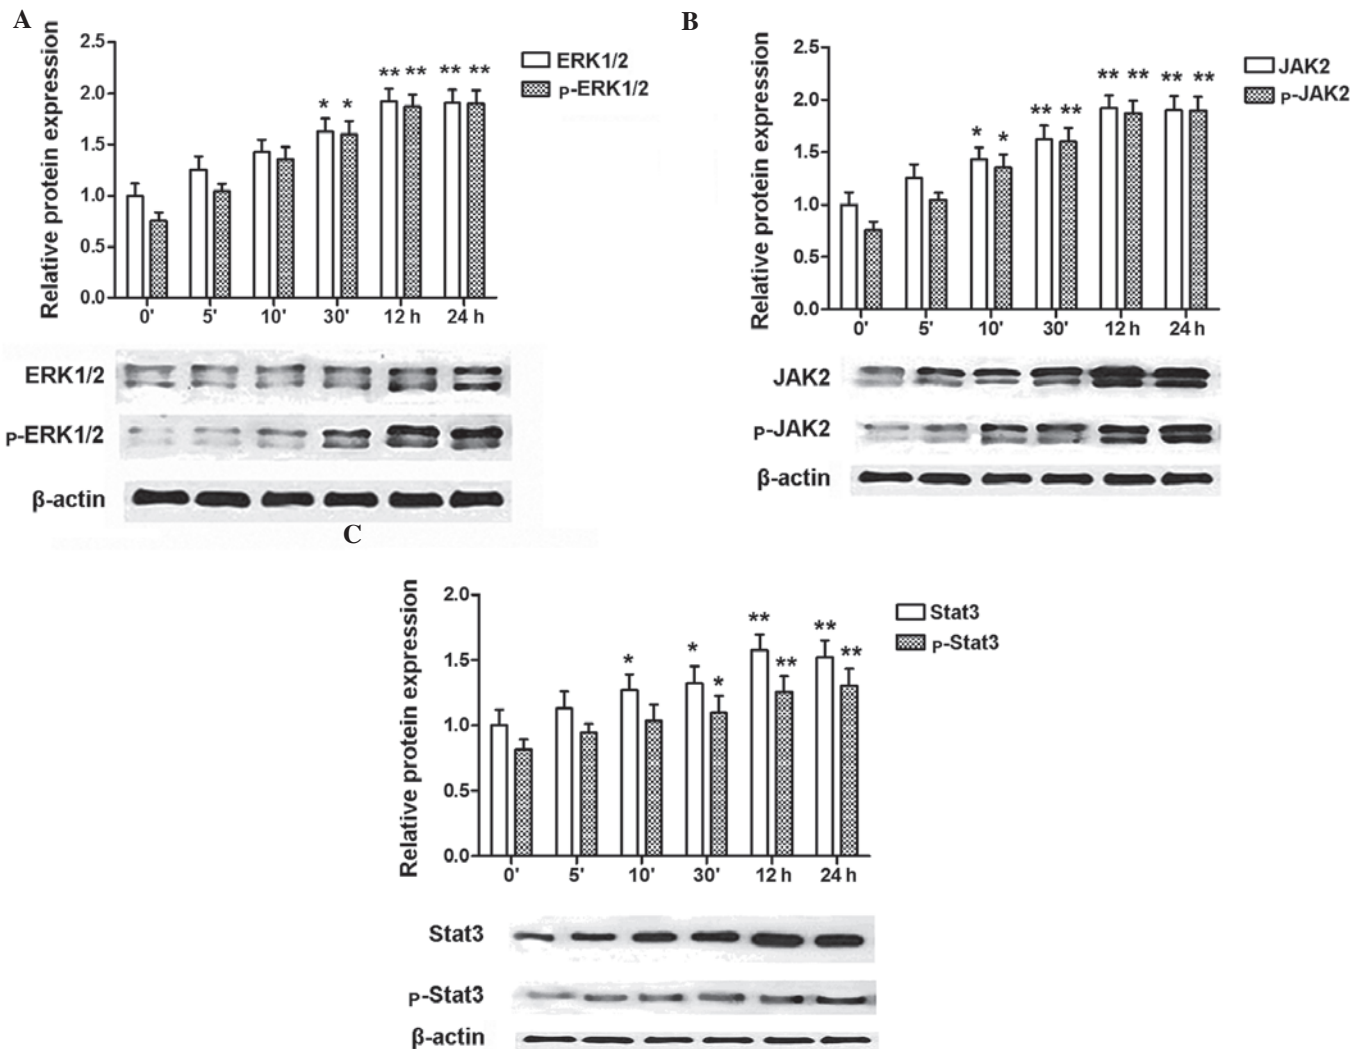 A
Relative protein expression
2.5
2.0
1.5
1.0
0.5
0.0
* * ** ** ** **
0' 5' 10' 30' 12 h 24 h
ERK1/2
P-ERK1/2
ERK1/2
P-ERK1/2
β-actin
B
Relative protein expression
2.5
2.0
1.5
1.0
0.5
0.0
* * ** ** ** ** ** **
0' 5' 10' 30' 12 h 24 h
JAK2
P-JAK2
JAK2
P-JAK2
β-actin
C
Relative protein expression
2.0
1.5
1.0
0.5
0.0
* * * ** ** ** **
0' 5' 10' 30' 12 h 24 h
Stat3
P-Stat3
Stat3
P-Stat3
β-actin